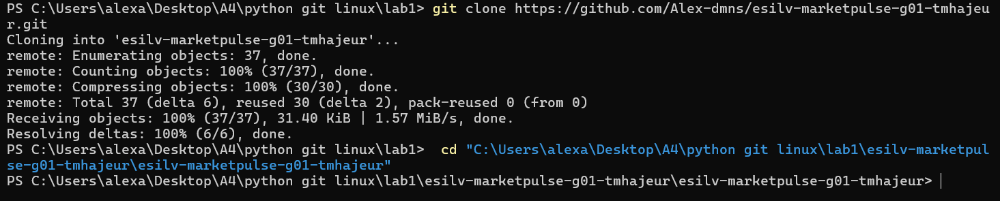 PS C:\Users\alexa\Desktop\A4\python git linux\lab1> git clone https://github.com/Alex-dmns/esilv-marketpulse-g01-tmhajeu
r.git
Cloning into 'esilv-marketpulse-g01-tmhajeur'...
remote: Enumerating objects: 37, done.
remote: Counting objects: 100% (37/37), done.
remote: Compressing objects: 100% (30/30), done.
remote: Total 37 (delta 6), reused 30 (delta 2), pack-reused 0 (from 0)
Receiving objects: 100% (37/37), 31.40 KiB | 1.57 MiB/s, done.
Resolving deltas: 100% (6/6), done.
PS C:\Users\alexa\Desktop\A4\python git linux\lab1>  cd "C:\Users\alexa\Desktop\A4\python git linux\lab1\esilv-marketpul
se-g01-tmhajeur\esilv-marketpulse-g01-tmhajeur"
PS C:\Users\alexa\Desktop\A4\python git linux\lab1\esilv-marketpulse-g01-tmhajeur\esilv-marketpulse-g01-tmhajeur>